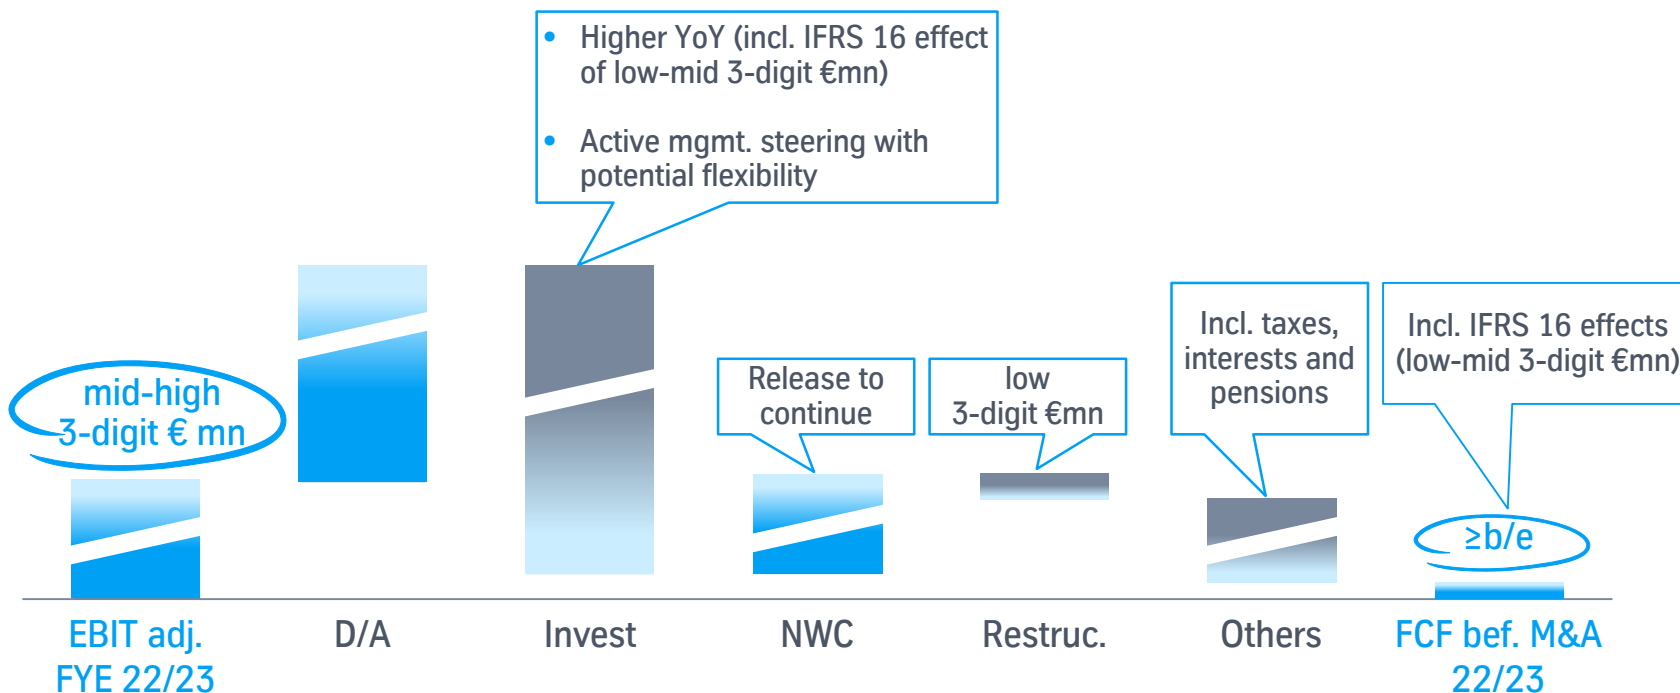 • Higher YoY (incl. IFRS 16 effect
of low-mid 3-digit €mn)
• Active mgmt. steering with
potential flexibility
mid-high
3-digit € mn
Release to
continue
low
3-digit €mn
Incl. taxes,
interests and
pensions
Incl. IFRS 16 effects
(low-mid 3-digit €mn)
≥b/e
EBIT adj.
FYE 22/23
D/A
Invest
NWC
Restruc.
Others
FCF bef. M&A
22/23